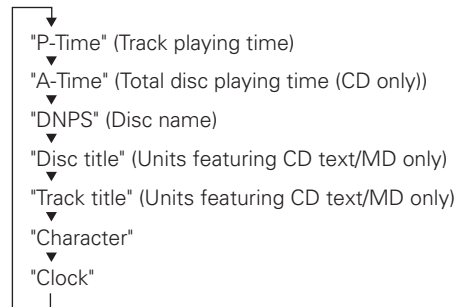 "P-Time" (Track playing time)
"A-Time" (Total disc playing time (CD only))
"DNPS" (Disc name)
"Disc title" (Units featuring CD text/MD only)
"Track title" (Units featuring CD text/MD only)
"Character"
"Clock"